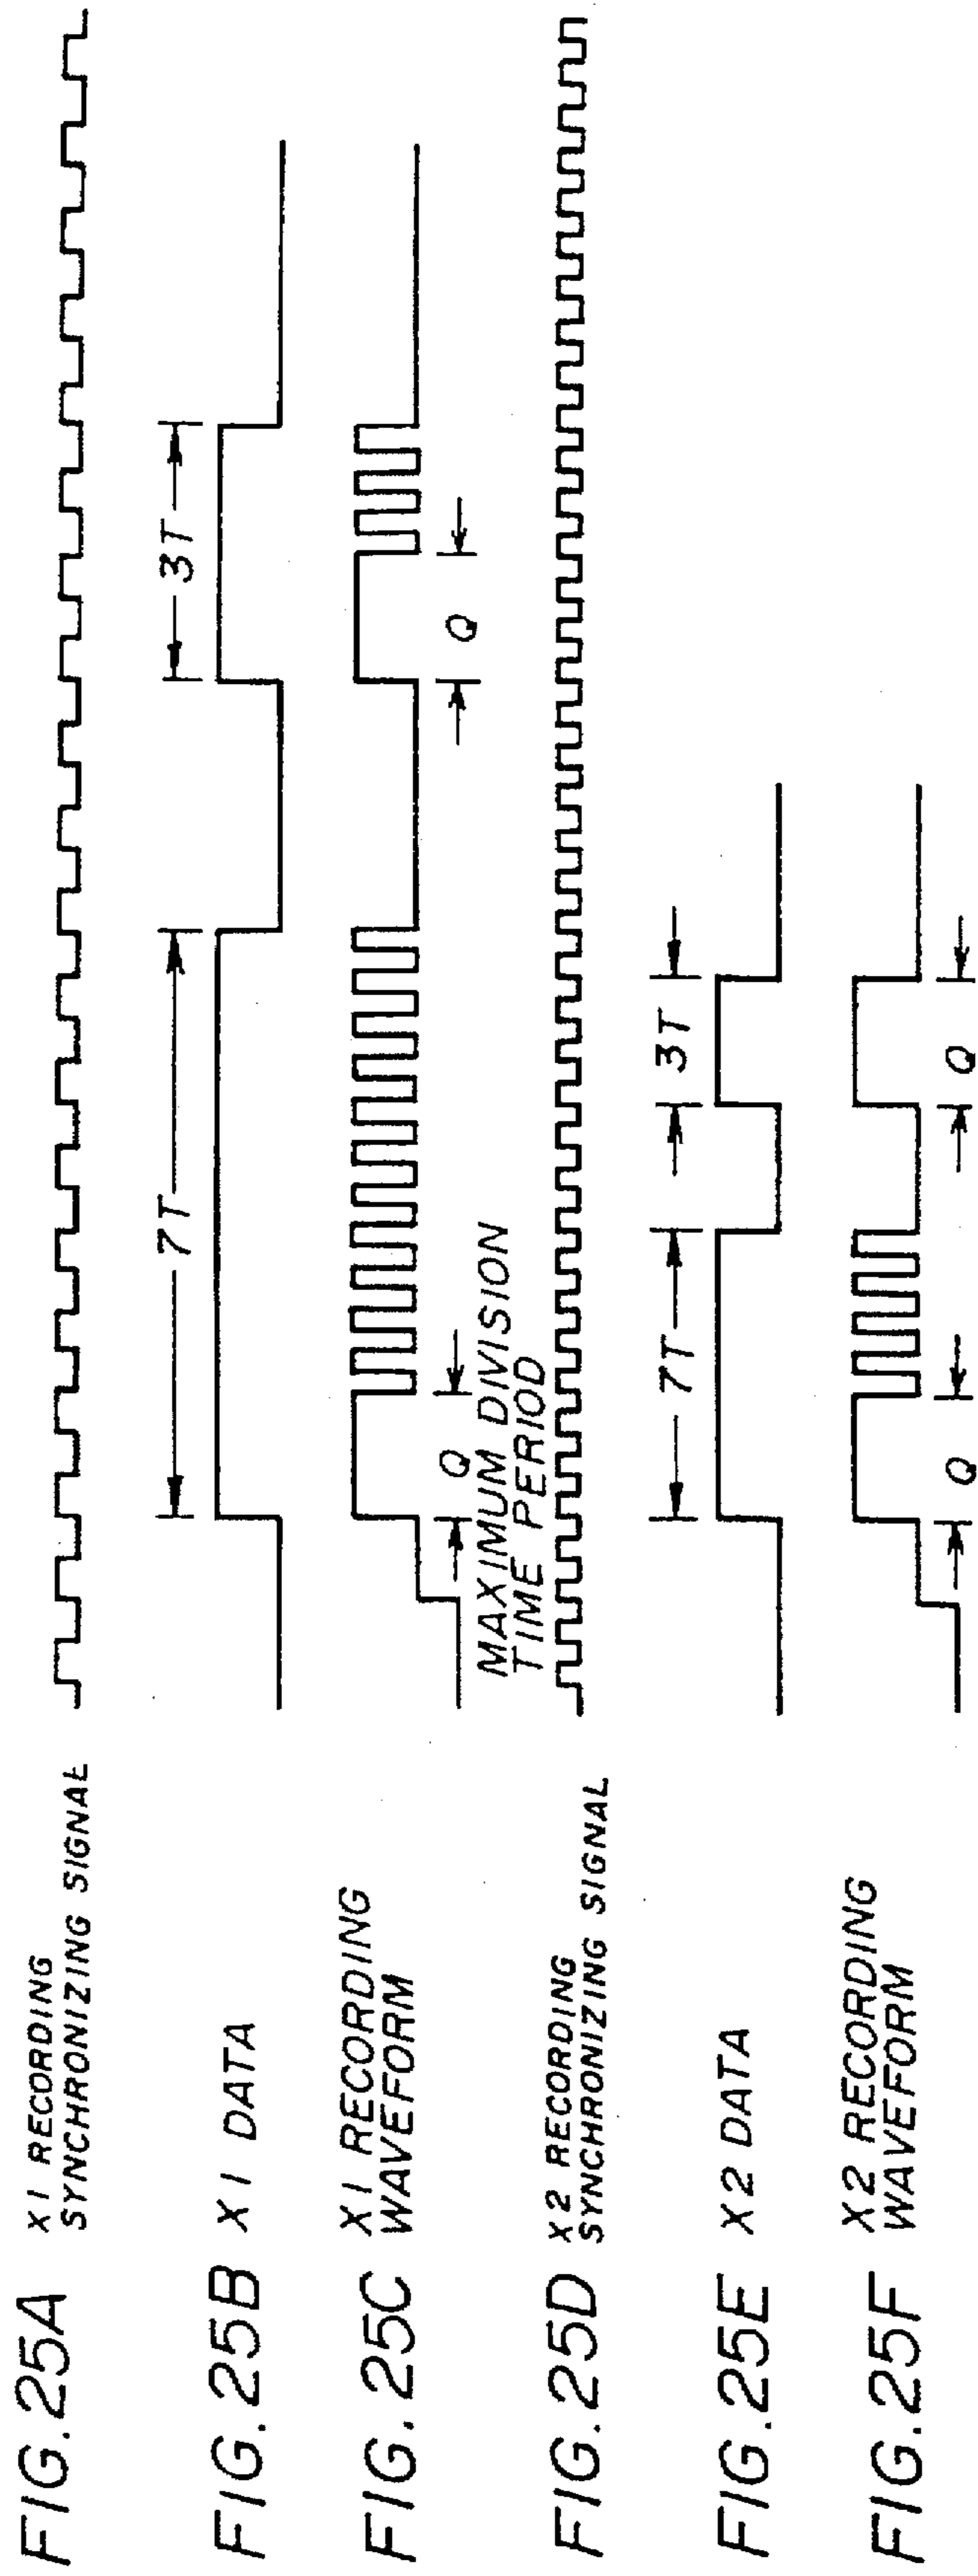 FIG. 25A X1 RECORDING
SYNCHRONIZING SIGNAL
FIG. 25B X1 DATA
7T
3T
FIG. 25C X1 RECORDING
WAVEFORM
Q
Q
MAXIMUM DIVISION
TIME PERIOD
FIG. 25D X2 RECORDING
SYNCHRONIZING SIGNAL
FIG. 25E X2 DATA
7T
3T
FIG. 25F X2 RECORDING
WAVEFORM
Q
Q